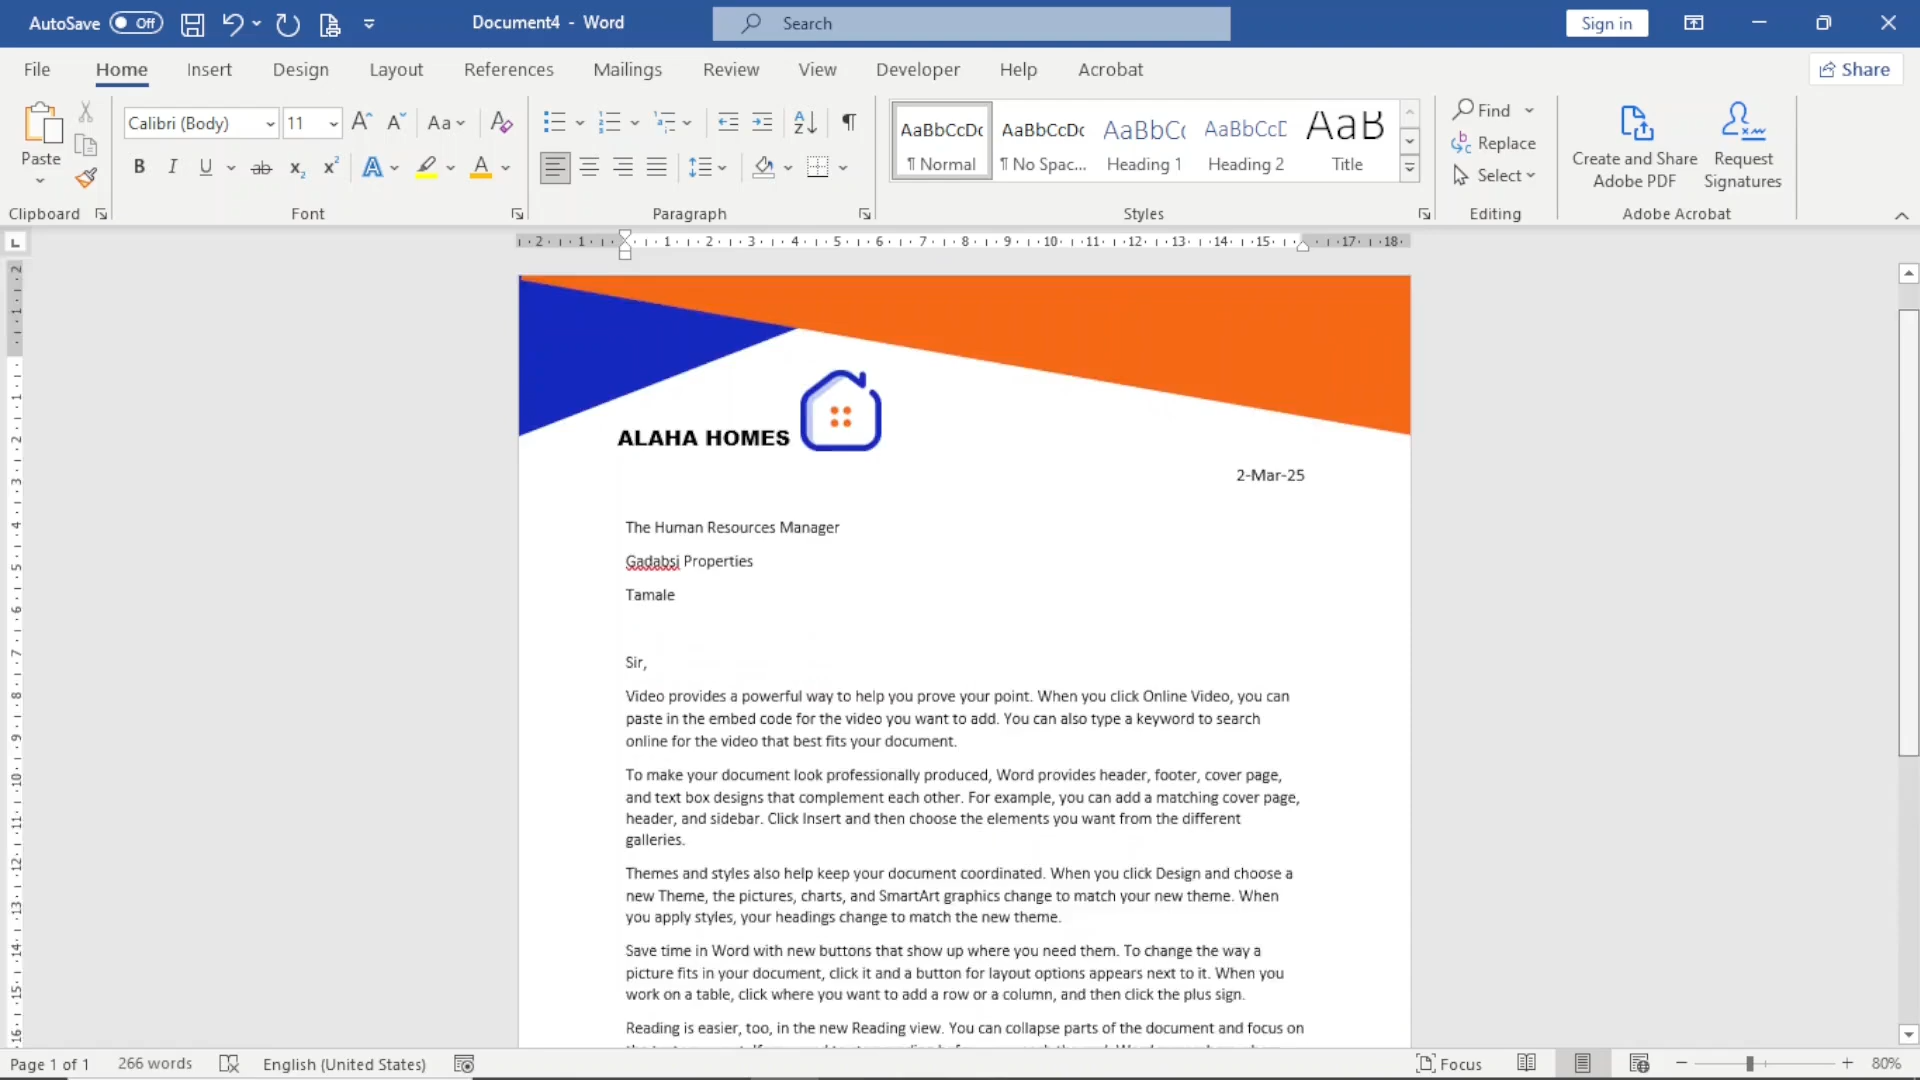 AutoSave Off Document4 - Word Search Sign in
File Home Insert Design Layout References Mailings Review View Developer Help Acrobat Share
Paste
Clipboard
Calibri (Body) 11
Font
Paragraph
AaBbCcDc AaBbCcDc AaBbC AaBbCcD AaB
¶ Normal ¶ No Spac... Heading 1 Heading 2 Title
Styles
Find
Replace
Select
Editing
Create and Share Adobe PDF
Request Signatures
Adobe Acrobat
ALAHA HOMES
2-Mar-25
The Human Resources Manager
Gadabsi Properties
Tamale
Sir,
Video provides a powerful way to help you prove your point. When you click Online Video, you can
paste in the embed code for the video you want to add. You can also type a keyword to search
online for the video that best fits your document.
To make your document look professionally produced, Word provides header, footer, cover page,
and text box designs that complement each other. For example, you can add a matching cover page,
header, and sidebar. Click Insert and then choose the elements you want from the different
galleries.
Themes and styles also help keep your document coordinated. When you click Design and choose a
new Theme, the pictures, charts, and SmartArt graphics change to match your new theme. When
you apply styles, your headings change to match the new theme.
Save time in Word with new buttons that show up where you need them. To change the way a
picture fits in your document, click it and a button for layout options appears next to it. When you
work on a table, click where you want to add a row or a column, and then click the plus sign.
Reading is easier, too, in the new Reading view. You can collapse parts of the document and focus on
Page 1 of 1 266 words English (United States) Focus 80%